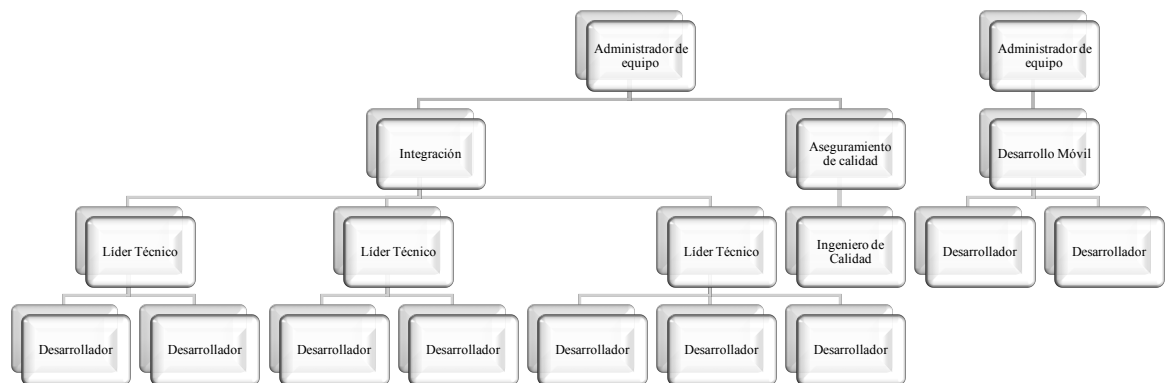 Administrador de
equipo
Administrador de
equipo
Integración
Aseguramiento
de calidad
Desarrollo Móvil
Líder Técnico
Líder Técnico
Líder Técnico
Ingeniero de
Calidad
Desarrollador
Desarrollador
Desarrollador
Desarrollador
Desarrollador
Desarrollador
Desarrollador
Desarrollador
Desarrollador